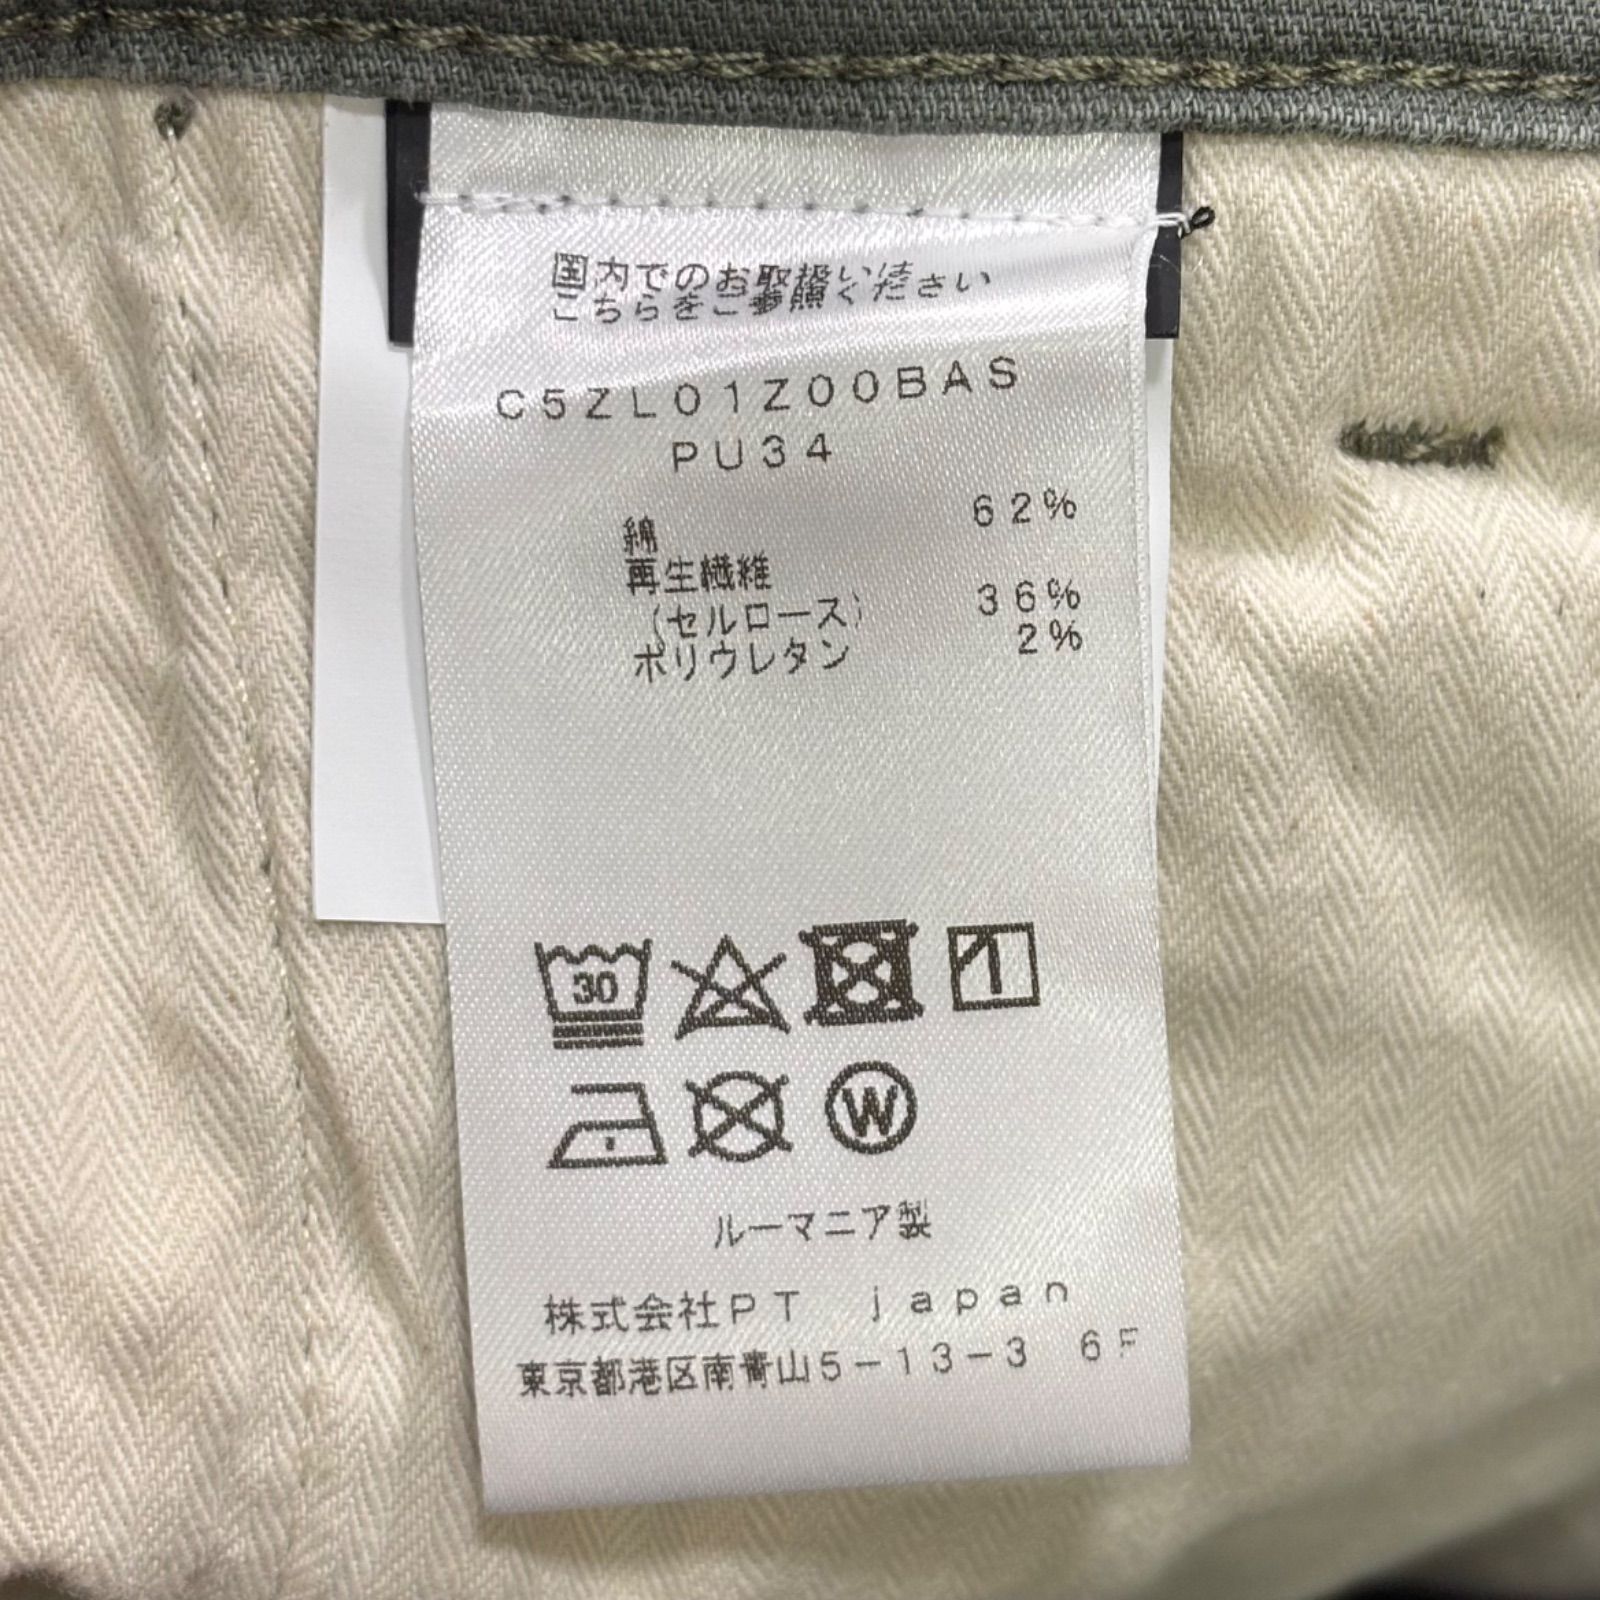 国内でのお取扱いは
こちらをご参照ください
C5ZL01Z00BAS
PU34
綿 62%
再生繊維
(セルロース) 36%
ポリウレタン 2%
30
W
ルーマニア製
株式会社PT japan
東京都港区南青山5-13-3 6F